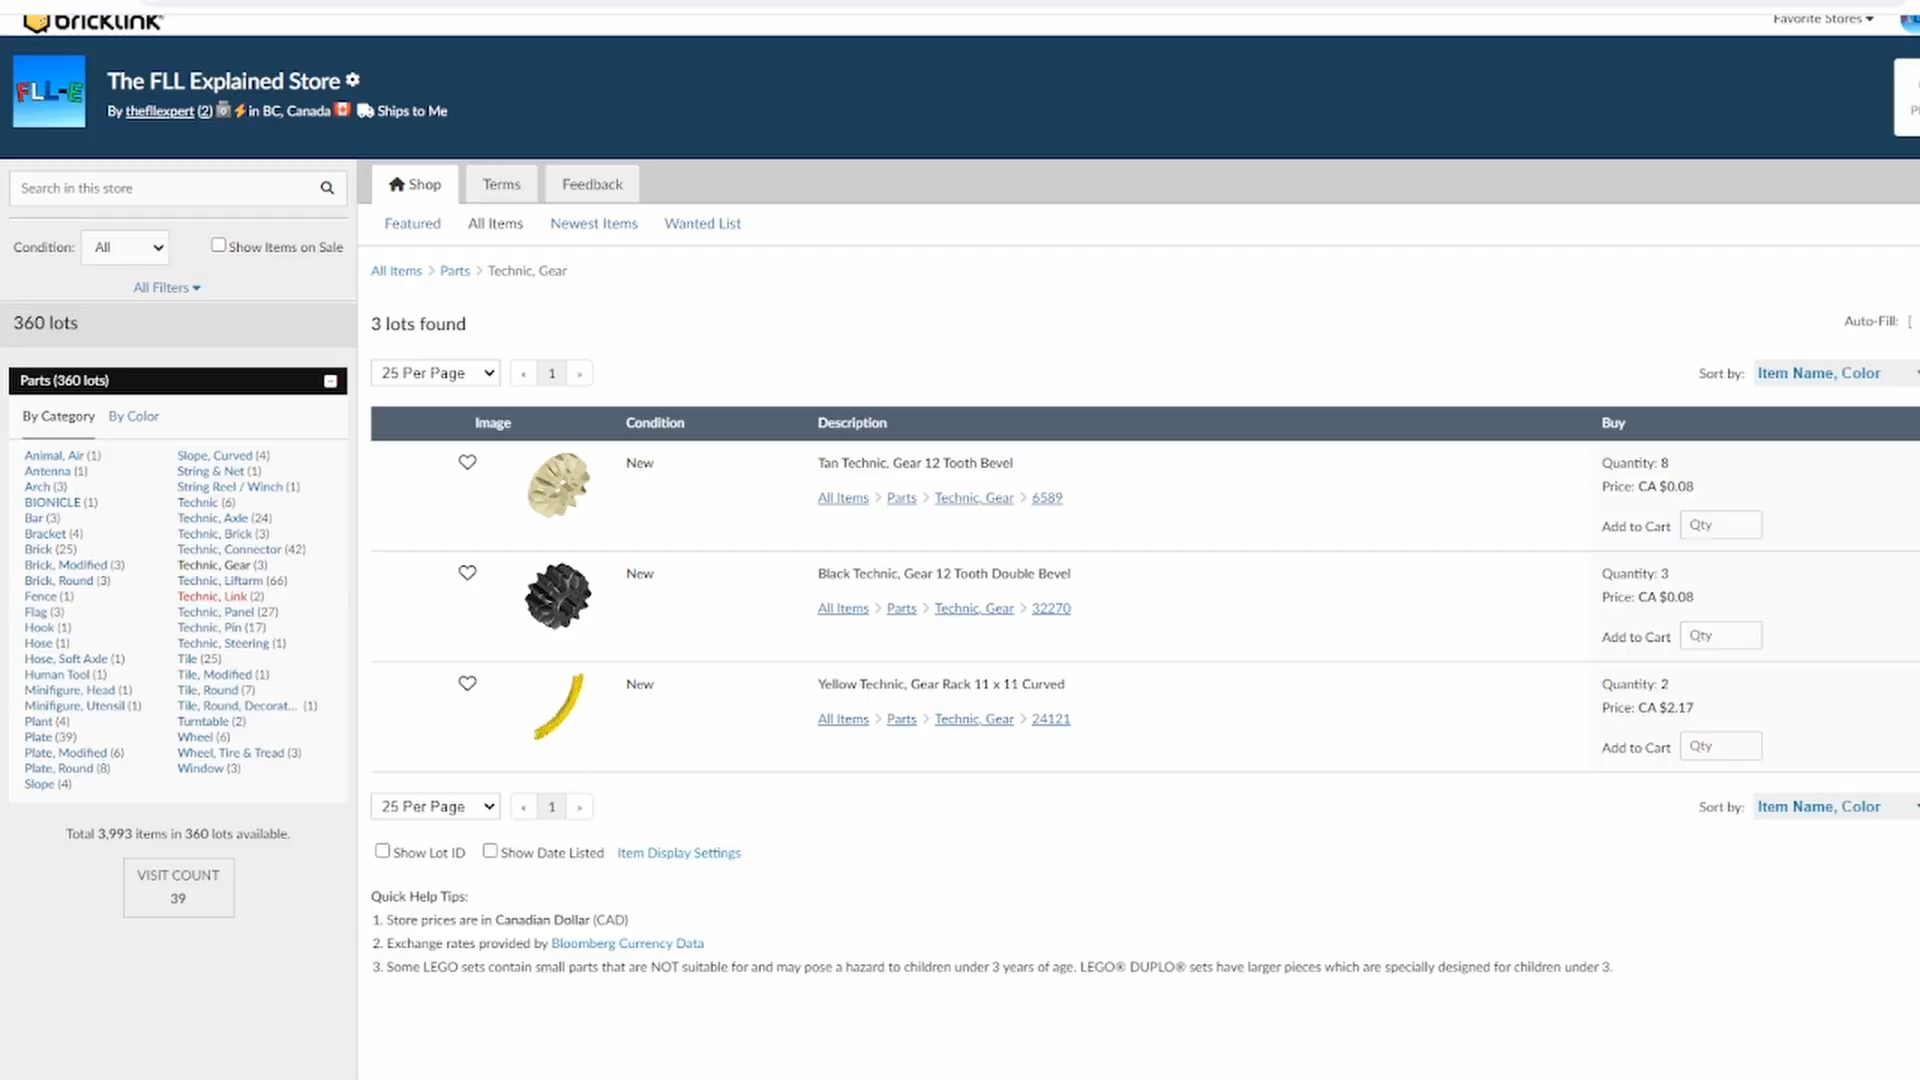 bricklink
Favorite Stores
FLL-E
The FLL Explained Store
By thefllexpert (2) in BC, Canada Ships to Me
Search in this store
Shop
Terms
Feedback
Featured
All Items
Newest Items
Wanted List
Condition: All
Show Items on Sale
All Filters
All Items > Parts > Technic, Gear
360 lots
3 lots found
Auto-Fill:
25 Per Page
« 1 »
Sort by: Item Name, Color
Parts (360 lots)
By Category
By Color
Animal, Air (1)
Antenna (1)
Arch (3)
BIONICLE (1)
Bar (3)
Bracket (4)
Brick (25)
Brick, Modified (3)
Brick, Round (3)
Fence (1)
Flag (3)
Hook (1)
Hose (1)
Hose, Soft Axle (1)
Human Tool (1)
Minifigure, Head (1)
Minifigure, Utensil (1)
Plant (4)
Plate (39)
Plate, Modified (6)
Plate, Round (8)
Slope (4)
Slope, Curved (4)
String & Net (1)
String Reel / Winch (1)
Technic (6)
Technic, Axle (24)
Technic, Brick (3)
Technic, Connector (42)
Technic, Gear (3)
Technic, Liftarm (66)
Technic, Link (2)
Technic, Panel (27)
Technic, Pin (17)
Technic, Steering (1)
Tile (25)
Tile, Modified (1)
Tile, Round (7)
Tile, Round, Decorat... (1)
Turntable (2)
Wheel (6)
Wheel, Tire & Tread (3)
Window (3)
Total 3,993 items in 360 lots available.
VISIT COUNT
39
Image
Condition
Description
Buy
New
Tan Technic, Gear 12 Tooth Bevel
All Items > Parts > Technic, Gear > 6589
Quantity: 8
Price: CA $0.08
Add to Cart Qty
New
Black Technic, Gear 12 Tooth Double Bevel
All Items > Parts > Technic, Gear > 32270
Quantity: 3
Price: CA $0.08
Add to Cart Qty
New
Yellow Technic, Gear Rack 11 x 11 Curved
All Items > Parts > Technic, Gear > 24121
Quantity: 2
Price: CA $2.17
Add to Cart Qty
25 Per Page
« 1 »
Sort by: Item Name, Color
Show Lot ID
Show Date Listed
Item Display Settings
Quick Help Tips:
1. Store prices are in Canadian Dollar (CAD)
2. Exchange rates provided by Bloomberg Currency Data
3. Some LEGO sets contain small parts that are NOT suitable for and may pose a hazard to children under 3 years of age. LEGO® DUPLO® sets have larger pieces which are specially designed for children under 3.